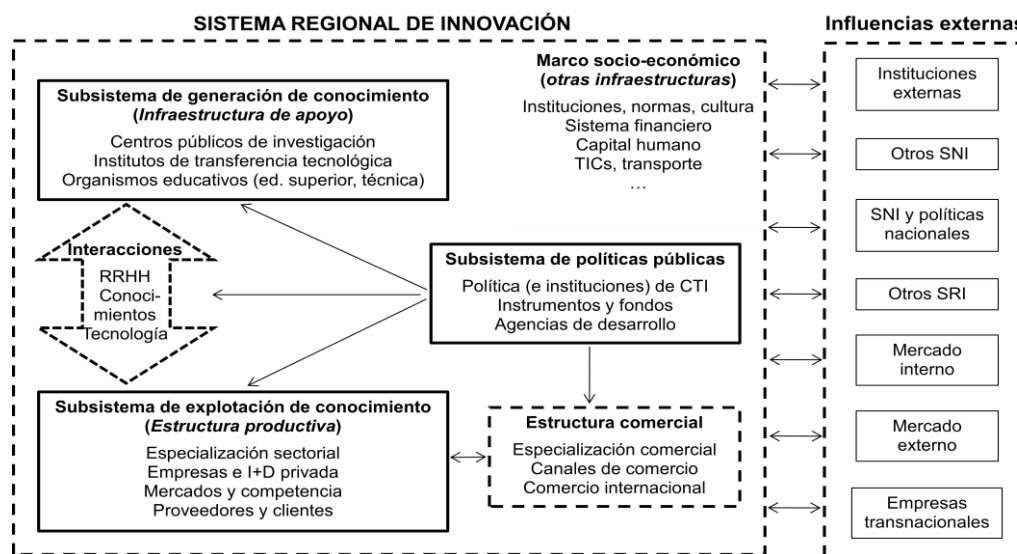 SISTEMA REGIONAL DE INNOVACIÓN
Subsistema de generación de conocimiento
(Infraestructura de apoyo)
Centros públicos de investigación
Institutos de transferencia tecnológica
Organismos educativos (ed. superior, técnica)
Marco socio-económico
(otras infraestructuras)
Instituciones, normas, cultura
Sistema financiero
Capital humano
TICs, transporte
…
Interacciones
RRHH
Conoci-
mientos
Tecnología
Subsistema de políticas públicas
Política (e instituciones) de CTI
Instrumentos y fondos
Agencias de desarrollo
Subsistema de explotación de conocimiento
(Estructura productiva)
Especialización sectorial
Empresas e I+D privada
Mercados y competencia
Proveedores y clientes
Estructura comercial
Especialización comercial
Canales de comercio
Comercio internacional
Influencias externas
Instituciones
externas
Otros SNI
SNI y políticas
nacionales
Otros SRI
Mercado
interno
Mercado
externo
Empresas
transnacionales